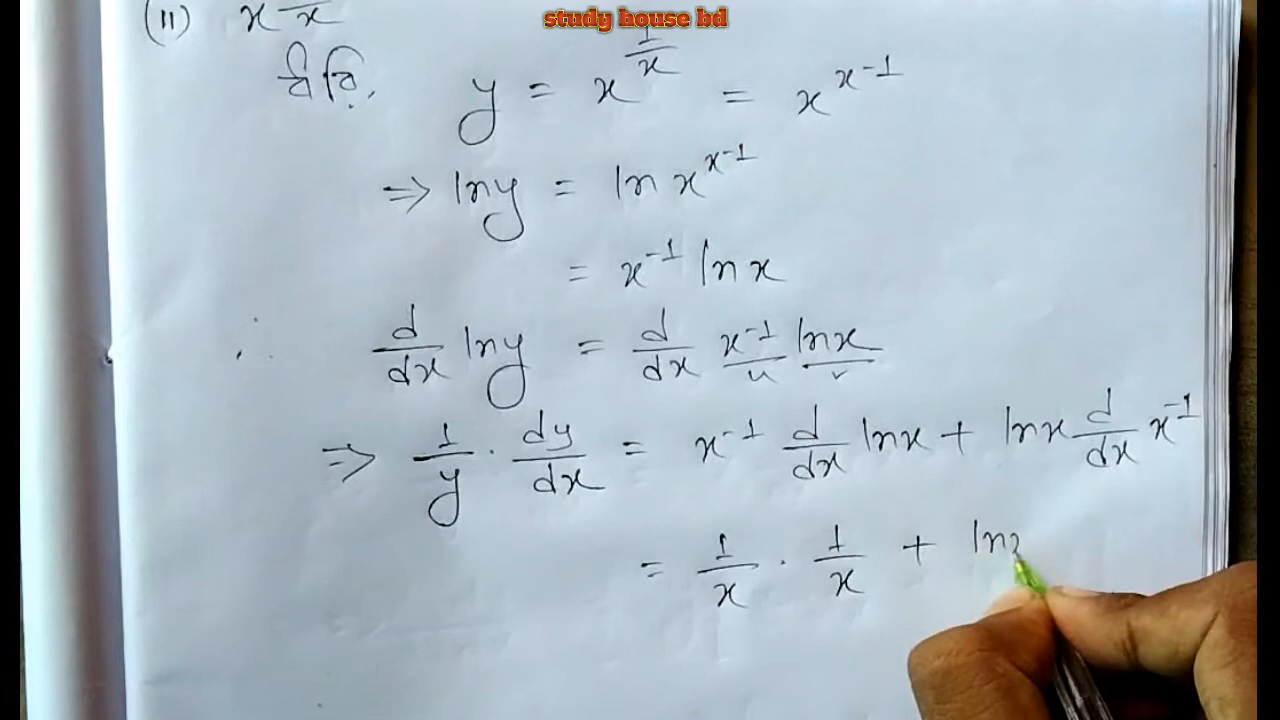 study house bd
(ii) x^{1/x}
ধরি, y = x^{1/x} = x^{x^{-1}}
⇒ ln y = ln x^{x^{-1}}
= x^{-1} ln x
∴ d/dx ln y = d/dx x^{-1} ln x
u v
⇒ 1/y · dy/dx = x^{-1} d/dx ln x + ln x d/dx x^{-1}
= 1/x · 1/x + ln x